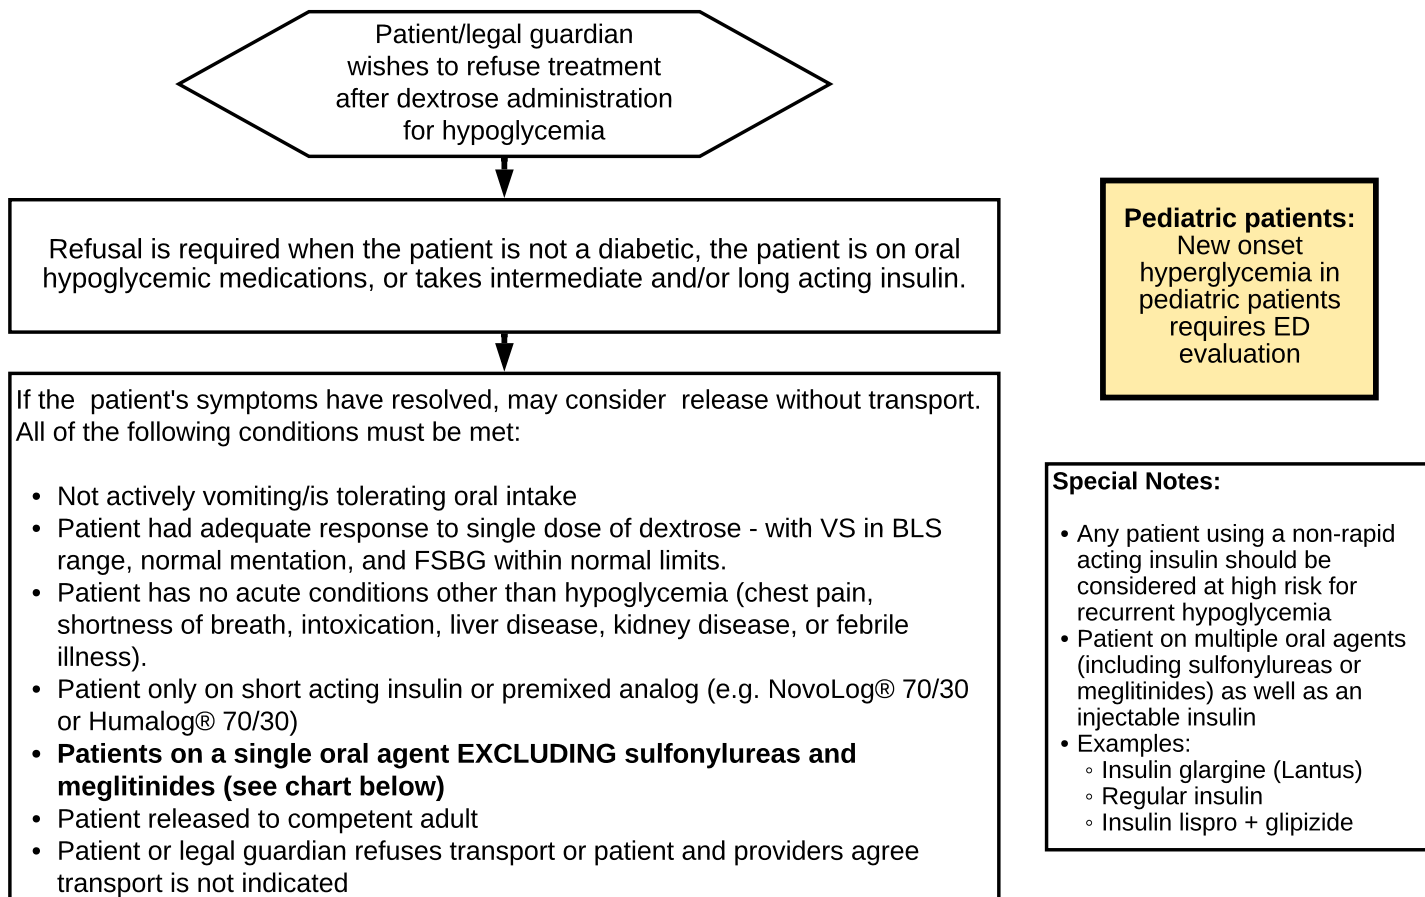 Patient/legal guardian
wishes to refuse treatment
after dextrose administration
for hypoglycemia
Refusal is required when the patient is not a diabetic, the patient is on oral
hypoglycemic medications, or takes intermediate and/or long acting insulin.
If the  patient's symptoms have resolved, may consider  release without transport.
All of the following conditions must be met:
• Not actively vomiting/is tolerating oral intake
• Patient had adequate response to single dose of dextrose - with VS in BLS
range, normal mentation, and FSBG within normal limits.
• Patient has no acute conditions other than hypoglycemia (chest pain,
shortness of breath, intoxication, liver disease, kidney disease, or febrile
illness).
• Patient only on short acting insulin or premixed analog (e.g. NovoLog® 70/30
or Humalog® 70/30)
• Patients on a single oral agent EXCLUDING sulfonylureas and
meglitinides (see chart below)
• Patient released to competent adult
• Patient or legal guardian refuses transport or patient and providers agree
transport is not indicated
Pediatric patients:
New onset
hyperglycemia in
pediatric patients
requires ED
evaluation
Special Notes:
• Any patient using a non-rapid
acting insulin should be
considered at high risk for
recurrent hypoglycemia
• Patient on multiple oral agents
(including sulfonylureas or
meglitinides) as well as an
injectable insulin
• Examples:
◦ Insulin glargine (Lantus)
◦ Regular insulin
◦ Insulin lispro + glipizide